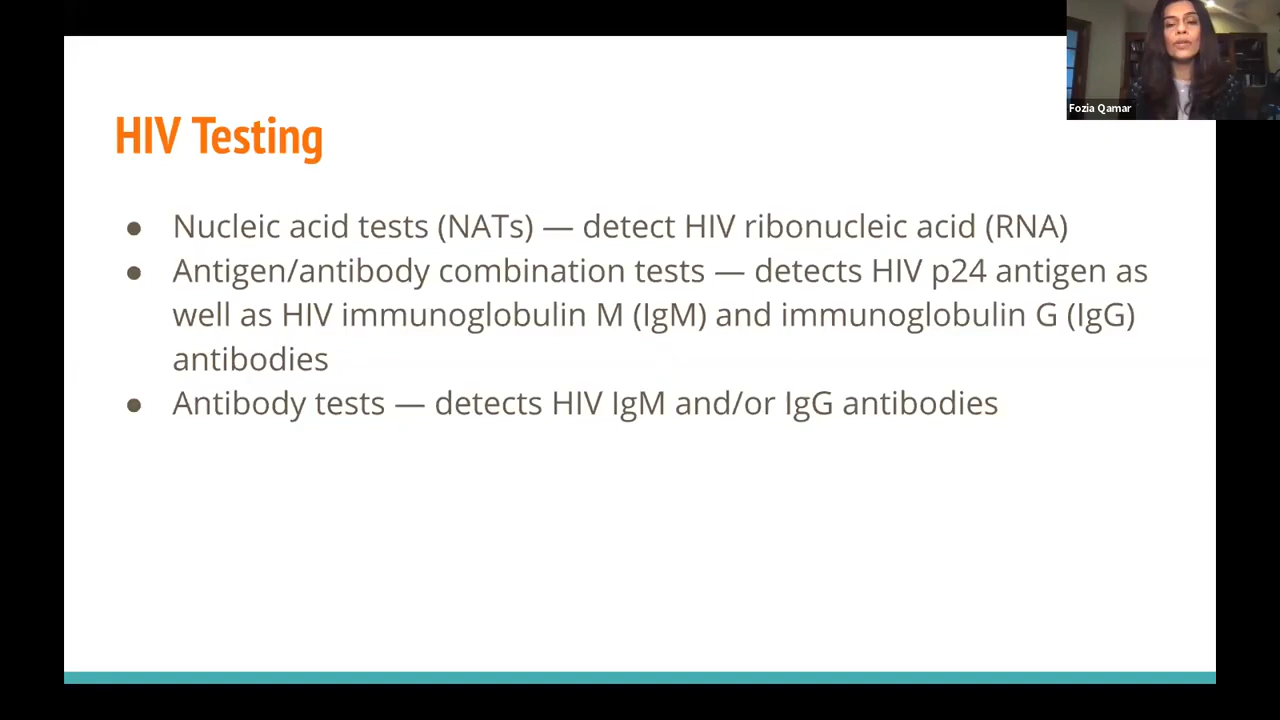 Fozia Qamar
HIV Testing
● Nucleic acid tests (NATs) — detect HIV ribonucleic acid (RNA)
● Antigen/antibody combination tests — detects HIV p24 antigen as
well as HIV immunoglobulin M (IgM) and immunoglobulin G (IgG)
antibodies
● Antibody tests — detects HIV IgM and/or IgG antibodies